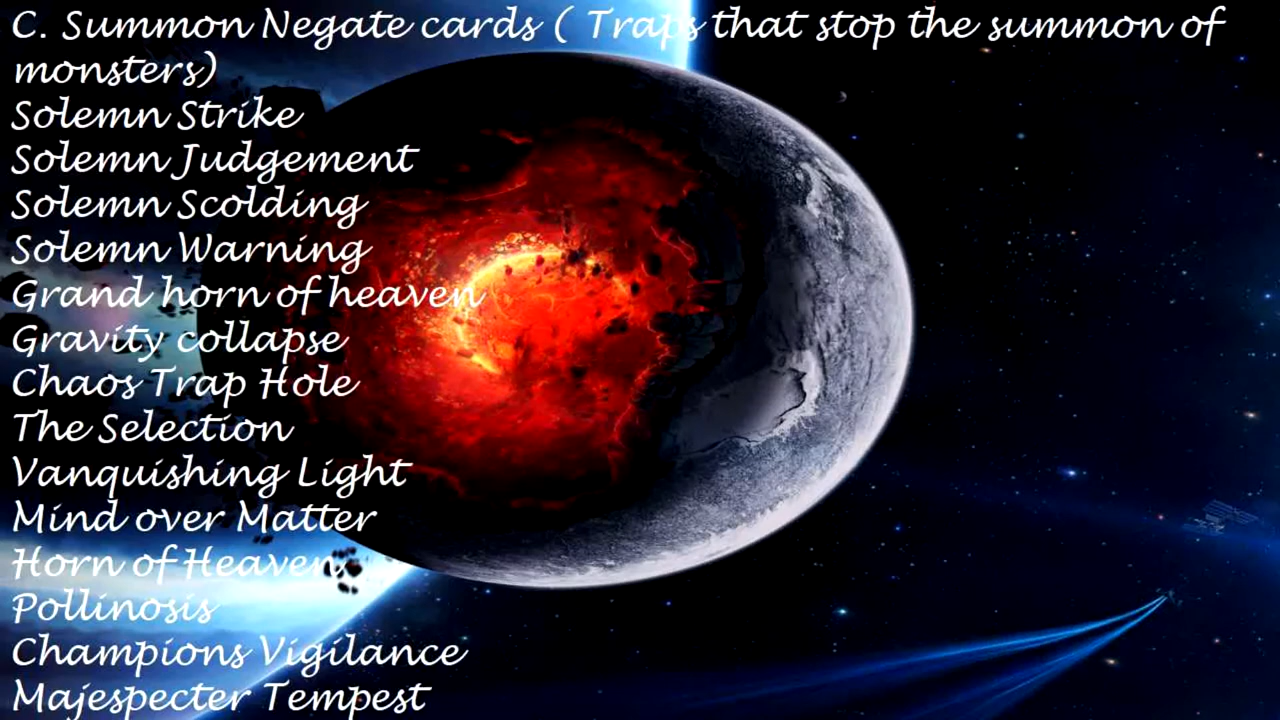 C. Summon Negate cards ( Traps that stop the summon of
monsters)
Solemn Strike
Solemn Judgement
Solemn Scolding
Solemn Warning
Grand horn of heaven
Gravity collapse
Chaos Trap Hole
The Selection
Vanquishing Light
Mind over Matter
Horn of Heaven
Pollinosis
Champions Vigilance
Majespecter Tempest